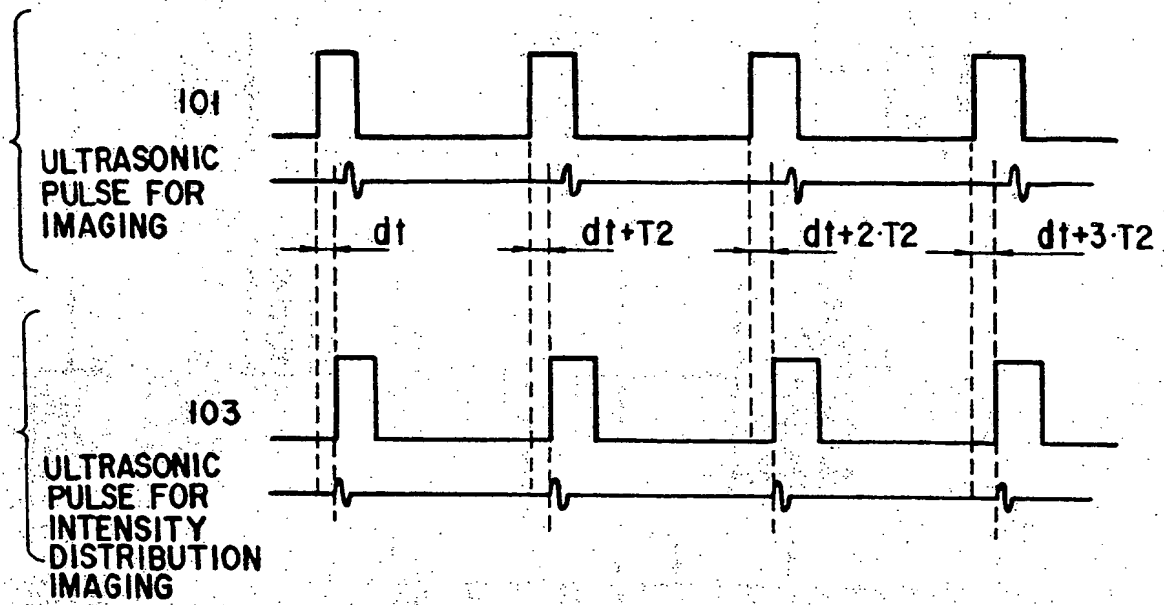 101
ULTRASONIC
PULSE FOR
IMAGING
dt
dt+T2
dt+2·T2
dt+3·T2
103
ULTRASONIC
PULSE FOR
INTENSITY
DISTRIBUTION
IMAGING